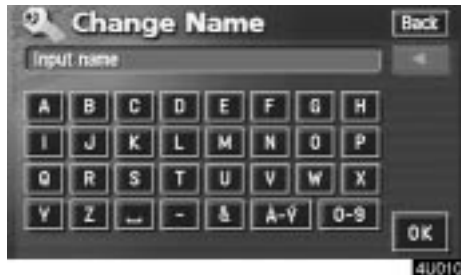 Change Name Back
Input name
A B C D E F G H
I J K L M N O P
Q R S T U V W X
Y Z - & À-Ý 0-9
OK
4U010